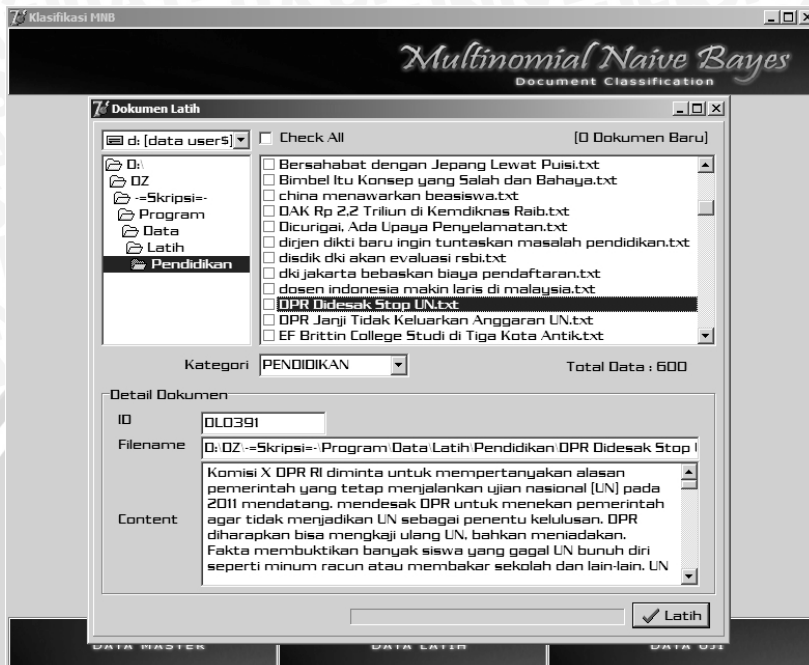 Klasifikasi MNB
Multinomial Naive Bayes
Document Classification
Dokumen Latih
d: [data user5]
Check All
[0 Dokumen Baru]
D:\
DZ
-=Skripsi=-
Program
Data
Latih
Pendidikan
Bersahabat dengan Jepang Lewat Puisi.txt
Bimbel Itu Konsep yang Salah dan Bahaya.txt
china menawarkan beasiswa.txt
DAK Rp 2,2 Triliun di Kemdiknas Raib.txt
Dicurigai, Ada Upaya Penyelamatan.txt
dirjen dikti baru ingin tuntaskan masalah pendidikan.txt
disdik dki akan evaluasi rsbi.txt
dki jakarta bebaskan biaya pendaftaran.txt
dosen indonesia makin laris di malaysia.txt
DPR Didesak Stop UN.txt
DPR Janji Tidak Keluarkan Anggaran UN.txt
EF Brittin College Studi di Tiga Kota Antik.txt
Kategori PENDIDIKAN
Total Data : 600
Detail Dokumen
ID DL0391
Filename D:\DZ\-=Skripsi=-\Program\Data\Latih\Pendidikan\DPR Didesak Stop
Content
Komisi X DPR RI diminta untuk mempertanyakan alasan
pemerintah yang tetap menjalankan ujian nasional (UN) pada
2011 mendatang. mendesak DPR untuk menekan pemerintah
agar tidak menjadikan UN sebagai penentu kelulusan. DPR
diharapkan bisa mengkaji ulang UN, bahkan meniadakan.
Fakta membuktikan banyak siswa yang gagal UN bunuh diri
seperti minum racun atau membakar sekolah dan lain-lain. UN
Latih
DATA MASTER
DATA LATIH
DATA UJI